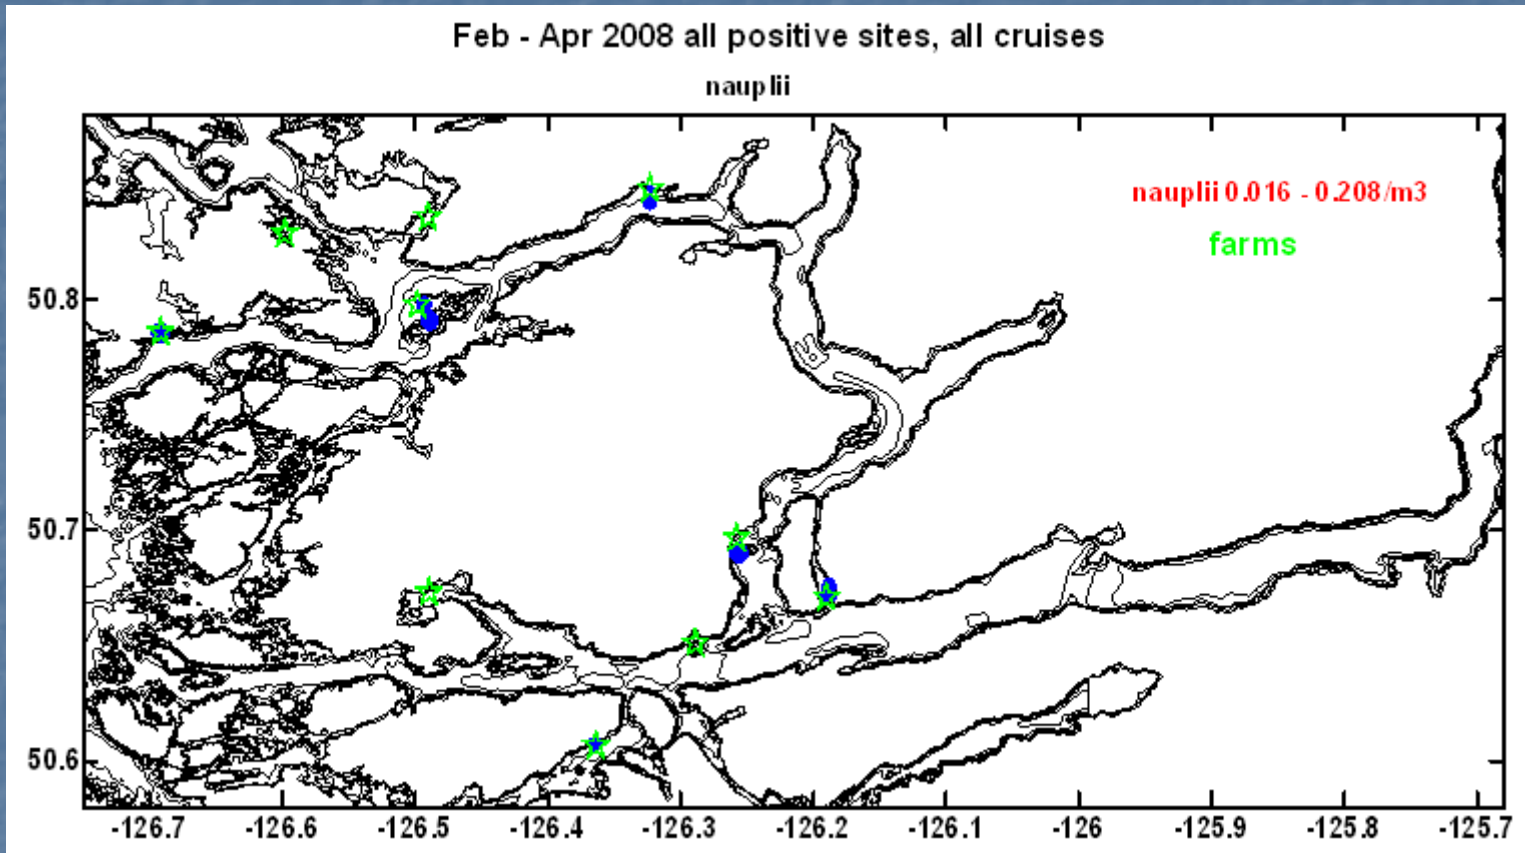 Feb - Apr 2008 all positive sites, all cruises
nauplii
nauplii 0.016 - 0.208/m3
farms
50.8
50.7
50.6
-126.7 -126.6 -126.5 -126.4 -126.3 -126.2 -126.1 -126 -125.9 -125.8 -125.7